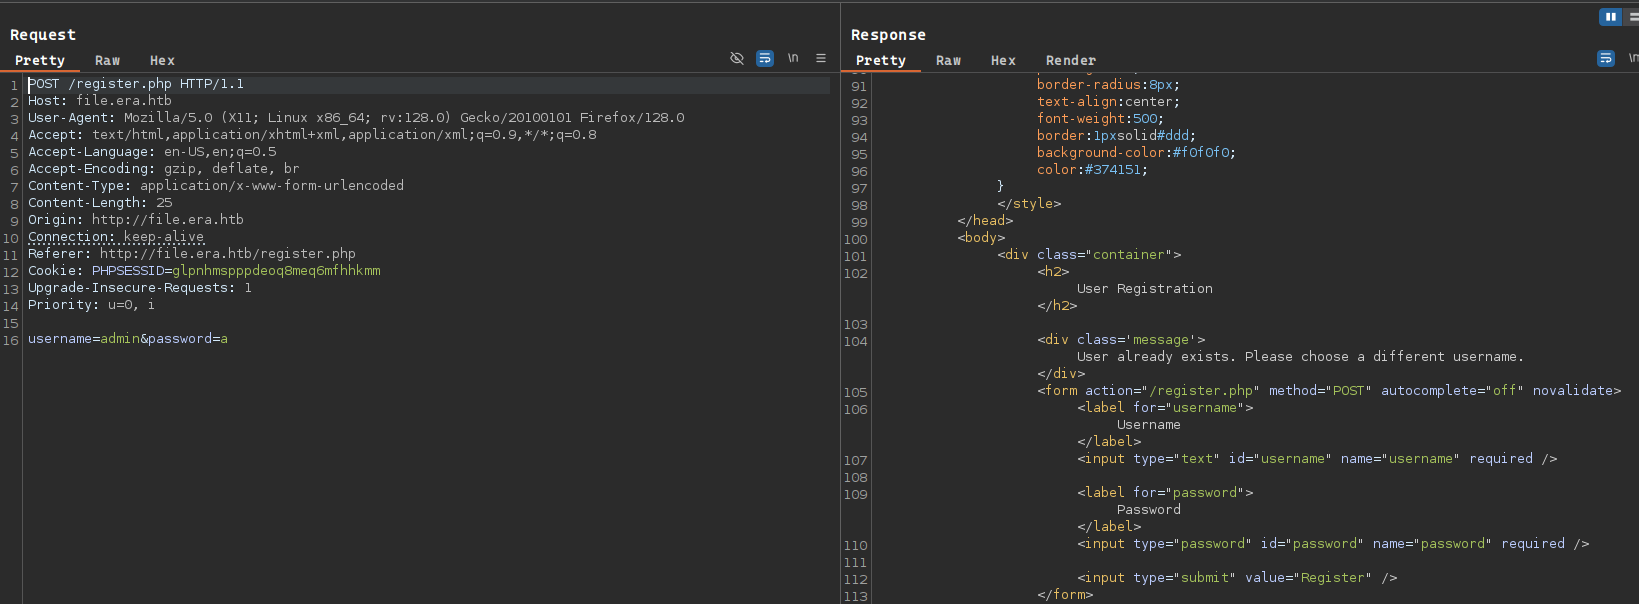 Request
Pretty Raw Hex
\n
1 POST /register.php HTTP/1.1
2 Host: file.era.htb
3 User-Agent: Mozilla/5.0 (X11; Linux x86_64; rv:128.0) Gecko/20100101 Firefox/128.0
4 Accept: text/html,application/xhtml+xml,application/xml;q=0.9,*/*;q=0.8
5 Accept-Language: en-US,en;q=0.5
6 Accept-Encoding: gzip, deflate, br
7 Content-Type: application/x-www-form-urlencoded
8 Content-Length: 25
9 Origin: http://file.era.htb
10 Connection: keep-alive
11 Referer: http://file.era.htb/register.php
12 Cookie: PHPSESSID=glpnhmspppdeoq8meq6mfhhkmm
13 Upgrade-Insecure-Requests: 1
14 Priority: u=0, i
15
16 username=admin&password=a
Response
Pretty Raw Hex Render
91 border-radius:8px;
92 text-align:center;
93 font-weight:500;
94 border:1pxsolid#ddd;
95 background-color:#f0f0f0;
96 color:#374151;
97 }
98 </style>
99 </head>
100 <body>
101 <div class="container">
102 <h2>
User Registration
</h2>
103
104 <div class='message'>
User already exists. Please choose a different username.
</div>
105 <form action="/register.php" method="POST" autocomplete="off" novalidate>
106 <label for="username">
Username
</label>
107 <input type="text" id="username" name="username" required />
108
109 <label for="password">
Password
</label>
110 <input type="password" id="password" name="password" required />
111
112 <input type="submit" value="Register" />
113 </form>